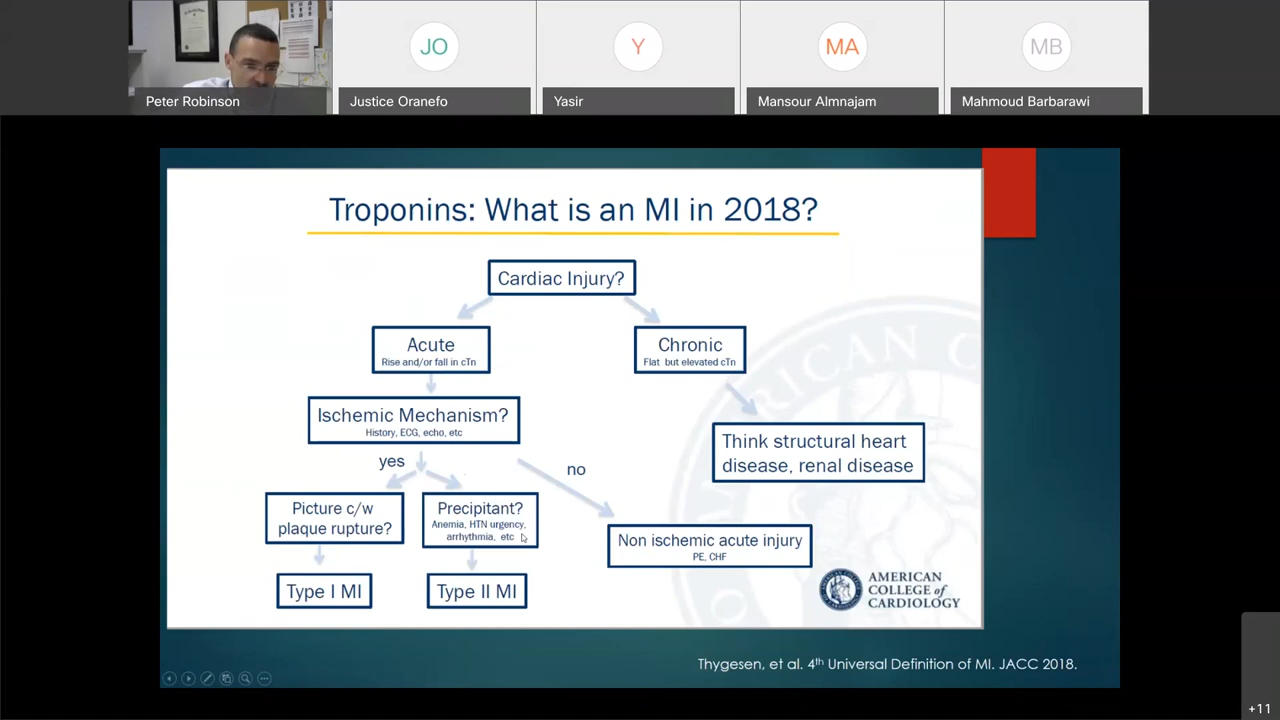 JO
Y
MA
MB
Peter Robinson
Justice Oranefo
Yasir
Mansour Almnajam
Mahmoud Barbarawi
Troponins: What is an MI in 2018?
Cardiac Injury?
Acute
Rise and/or fall in cTn
Chronic
Flat but elevated cTn
Ischemic Mechanism?
History, ECG, echo, etc
Think structural heart
disease, renal disease
yes
no
Picture c/w
plaque rupture?
Precipitant?
Anemia, HTN urgency,
arrhythmia, etc
Non ischemic acute injury
PE, CHF
Type I MI
Type II MI
AMERICAN
COLLEGE of
CARDIOLOGY
Thygesen, et al. 4th Universal Definition of MI. JACC 2018.
+11